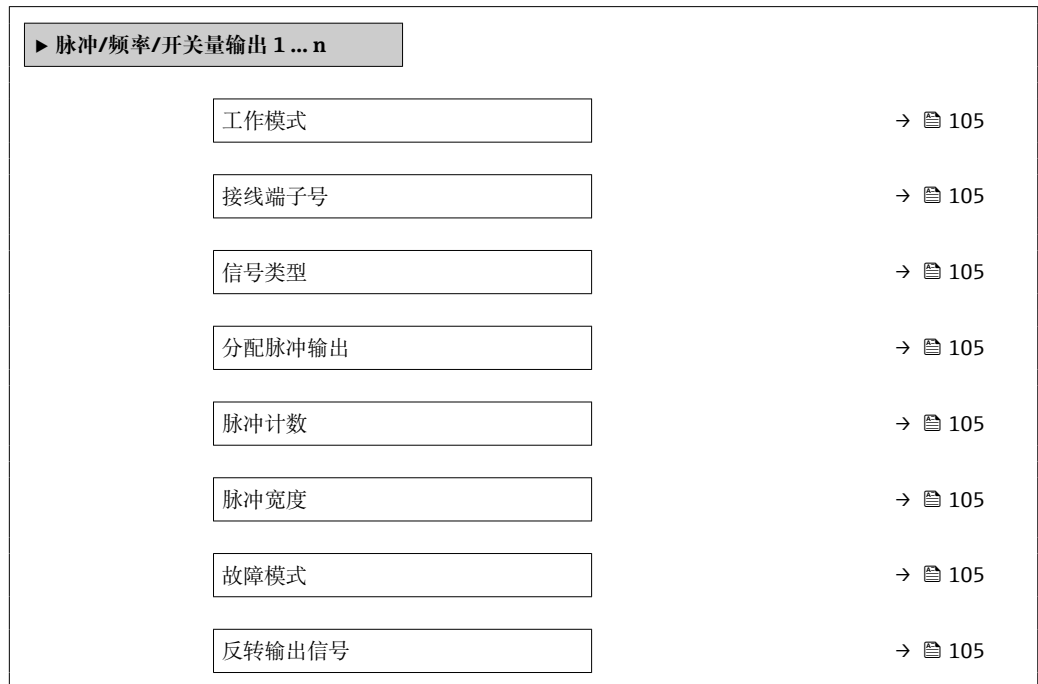 ▶ 脉冲/频率/开关量输出 1 ... n
工作模式 → 105
接线端子号 → 105
信号类型 → 105
分配脉冲输出 → 105
脉冲计数 → 105
脉冲宽度 → 105
故障模式 → 105
反转输出信号 → 105